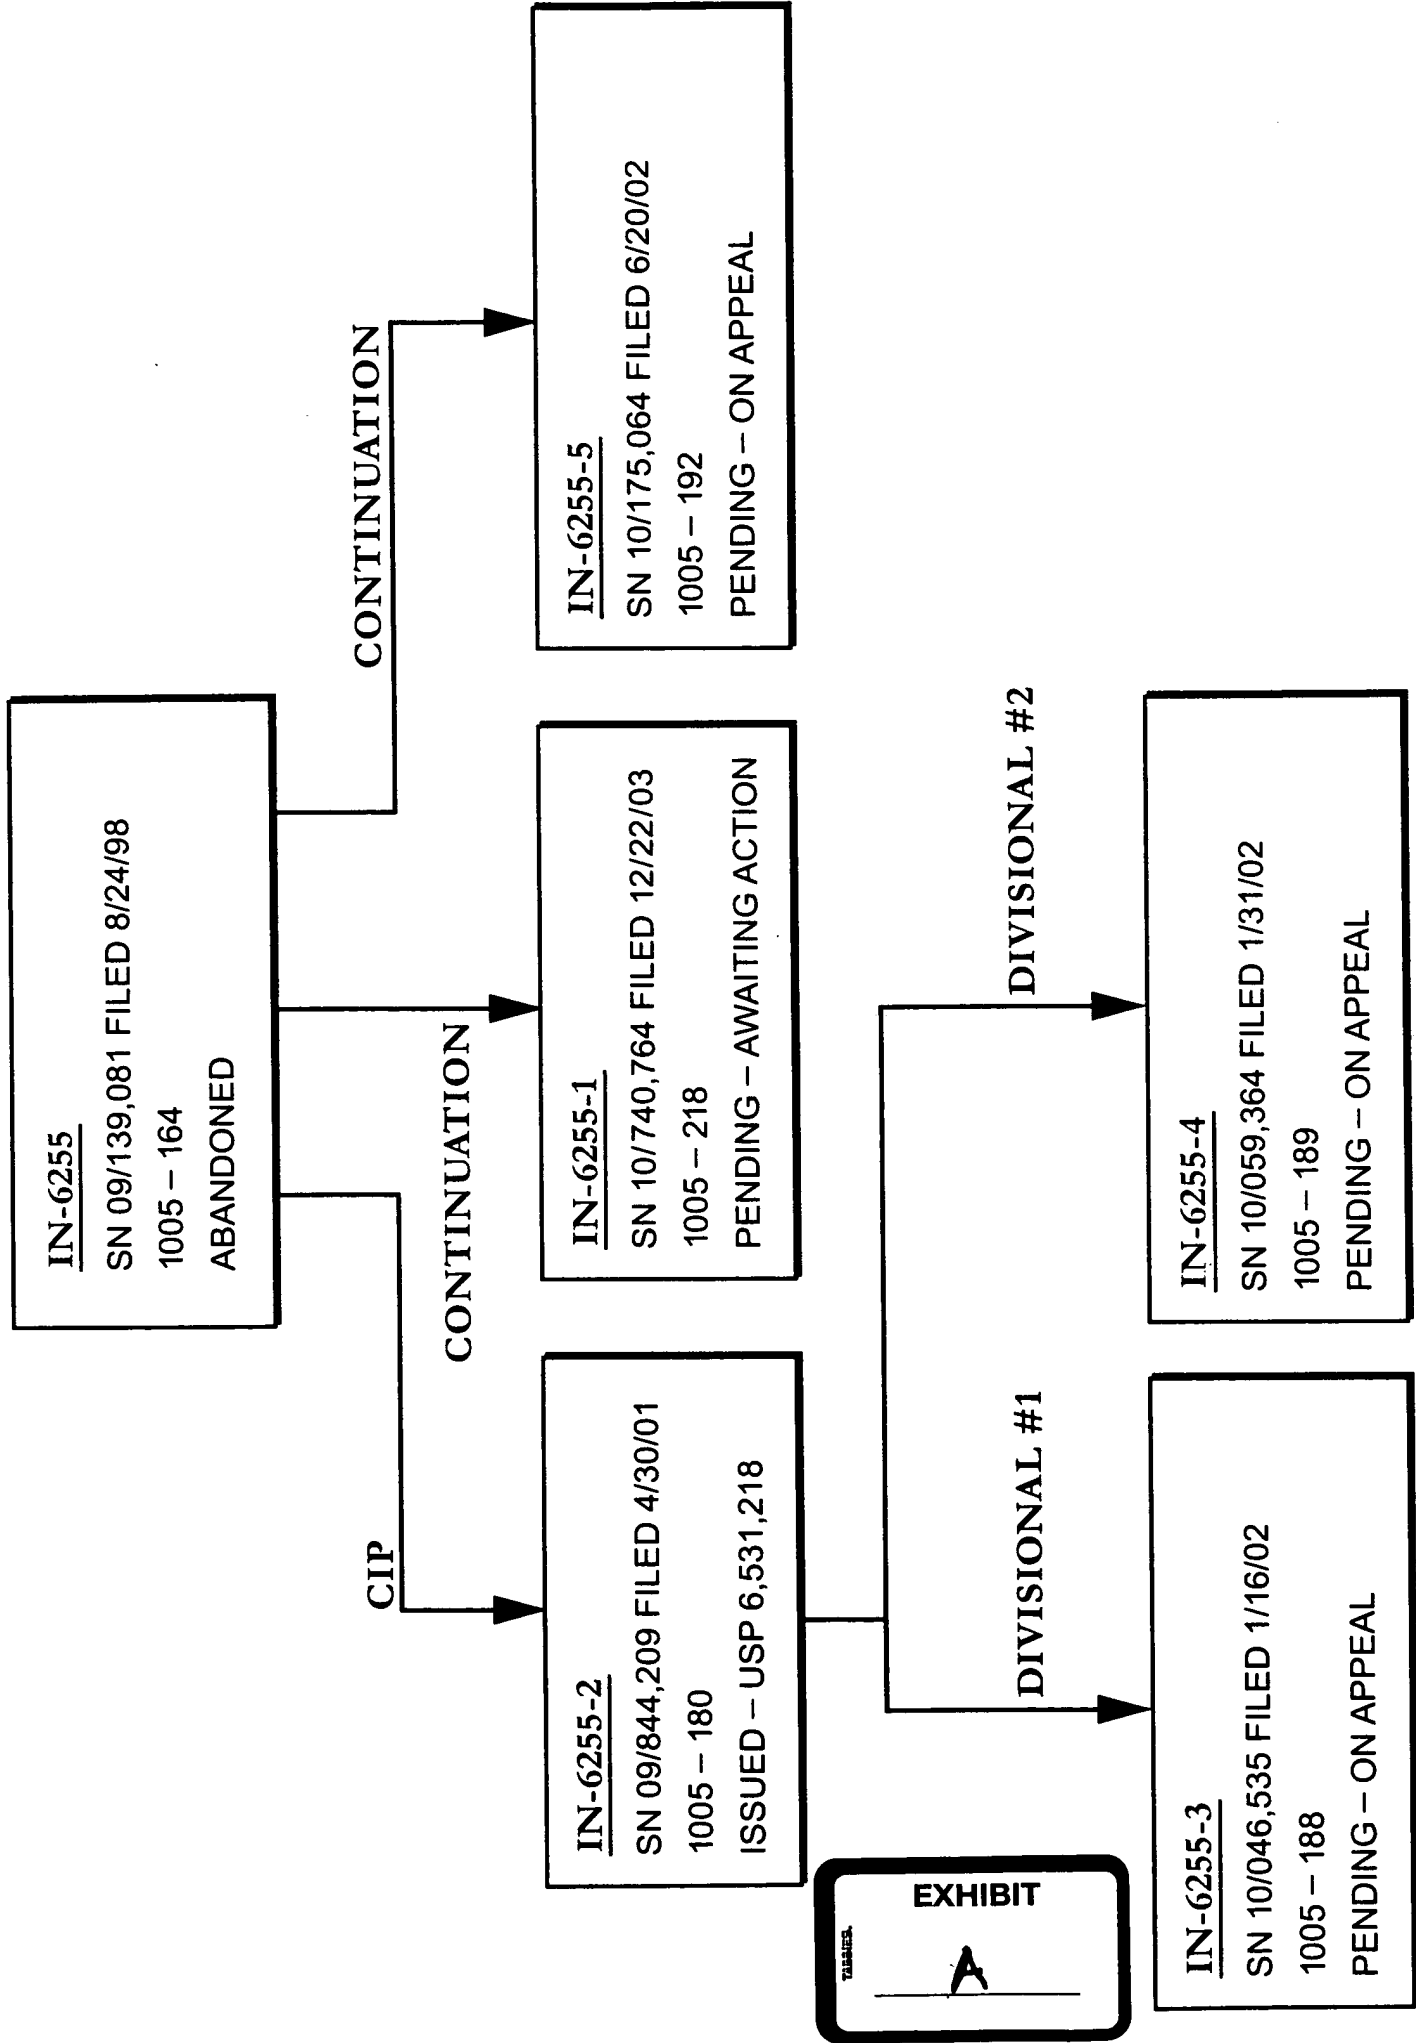 IN-6255
SN 09/139,081 FILED 8/24/98
1005 – 164
ABANDONED
CIP
CONTINUATION
CONTINUATION
IN-6255-2
SN 09/844,209 FILED 4/30/01
1005 – 180
ISSUED – USP 6,531,218
IN-6255-1
SN 10/740,764 FILED 12/22/03
1005 – 218
PENDING – AWAITING ACTION
IN-6255-5
SN 10/175,064 FILED 6/20/02
1005 – 192
PENDING – ON APPEAL
DIVISIONAL #1
DIVISIONAL #2
IN-6255-3
SN 10/046,535 FILED 1/16/02
1005 – 188
PENDING – ON APPEAL
IN-6255-4
SN 10/059,364 FILED 1/31/02
1005 – 189
PENDING – ON APPEAL
EXHIBIT
A